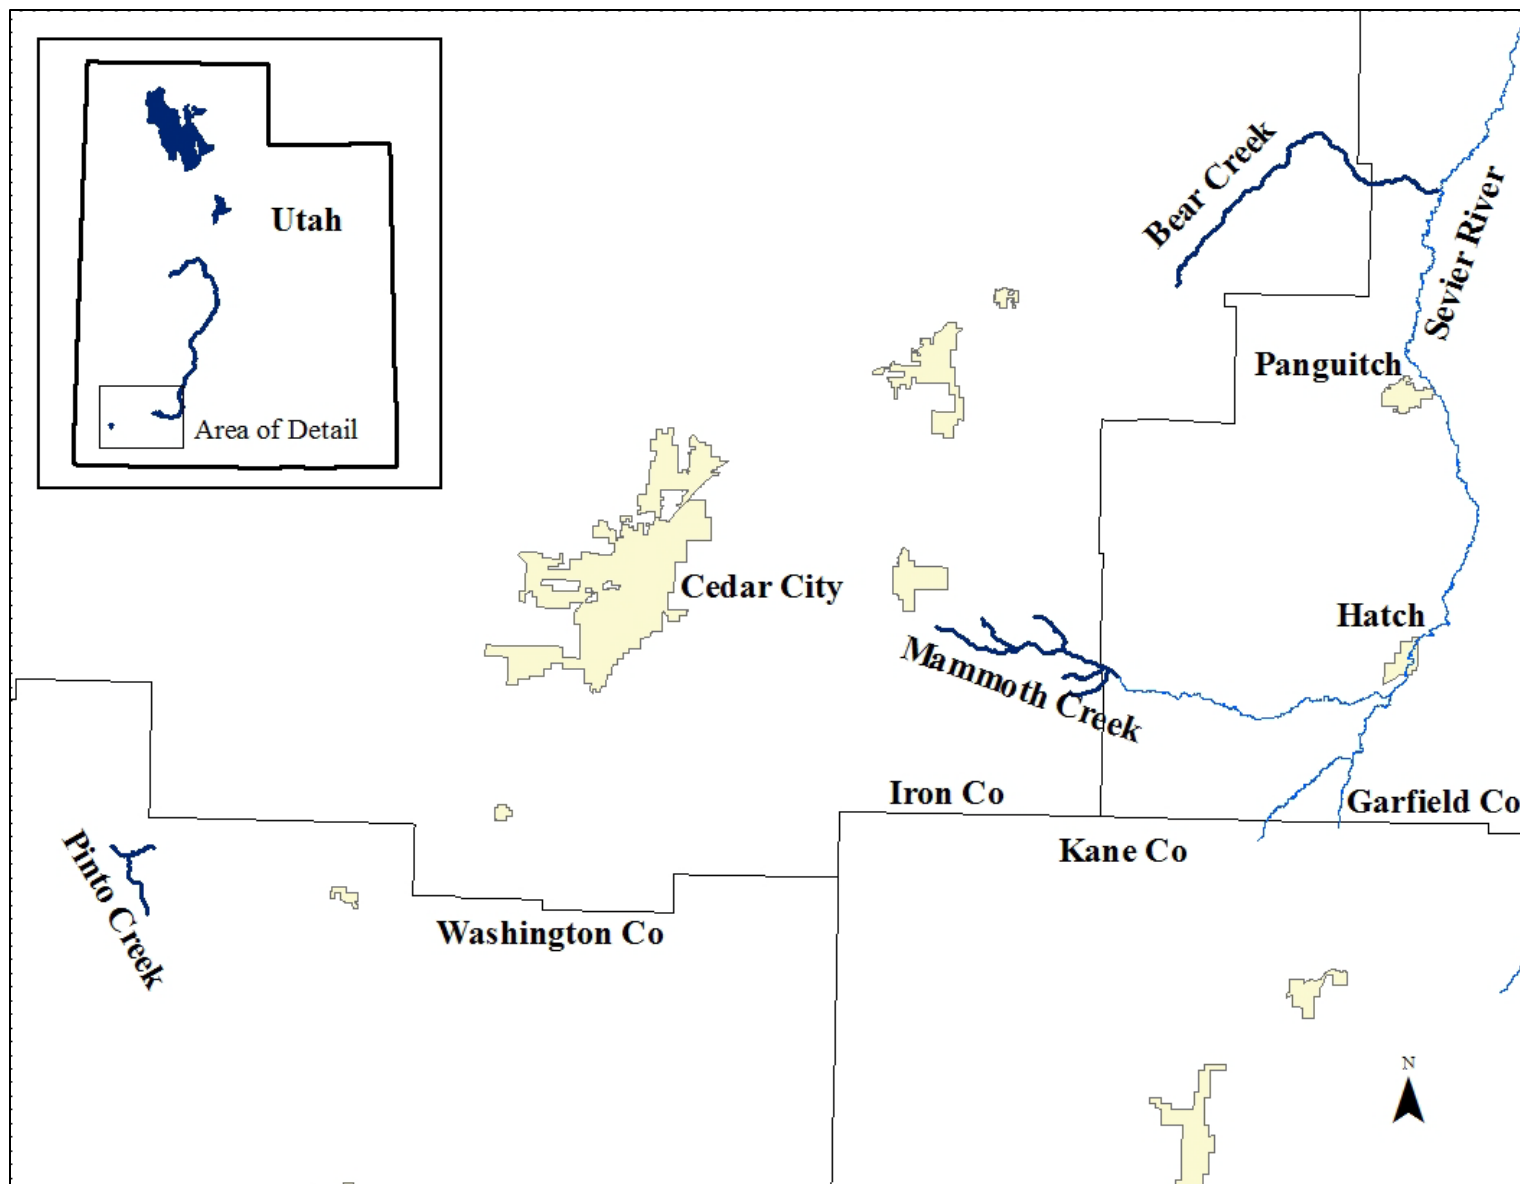 Utah
Area of Detail
Bear Creek
Sevier River
Panguitch
Cedar City
Hatch
Mammoth Creek
Iron Co
Garfield Co
Kane Co
Pinto Creek
Washington Co
N